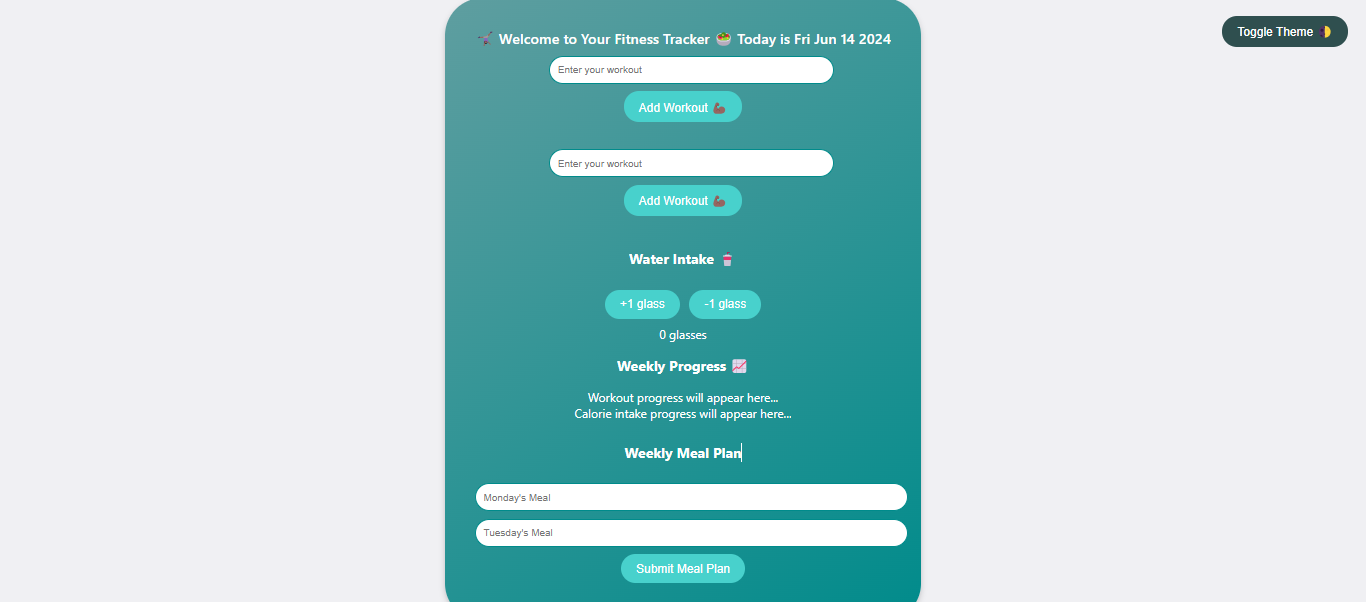 Welcome to Your Fitness Tracker 🥗 Today is Fri Jun 14 2024
Toggle Theme
Enter your workout
Add Workout 💪🏾
Enter your workout
Add Workout 💪🏾
Water Intake 🥤
+1 glass
-1 glass
0 glasses
Weekly Progress 📈
Workout progress will appear here...
Calorie intake progress will appear here...
Weekly Meal Plan
Monday's Meal
Tuesday's Meal
Submit Meal Plan